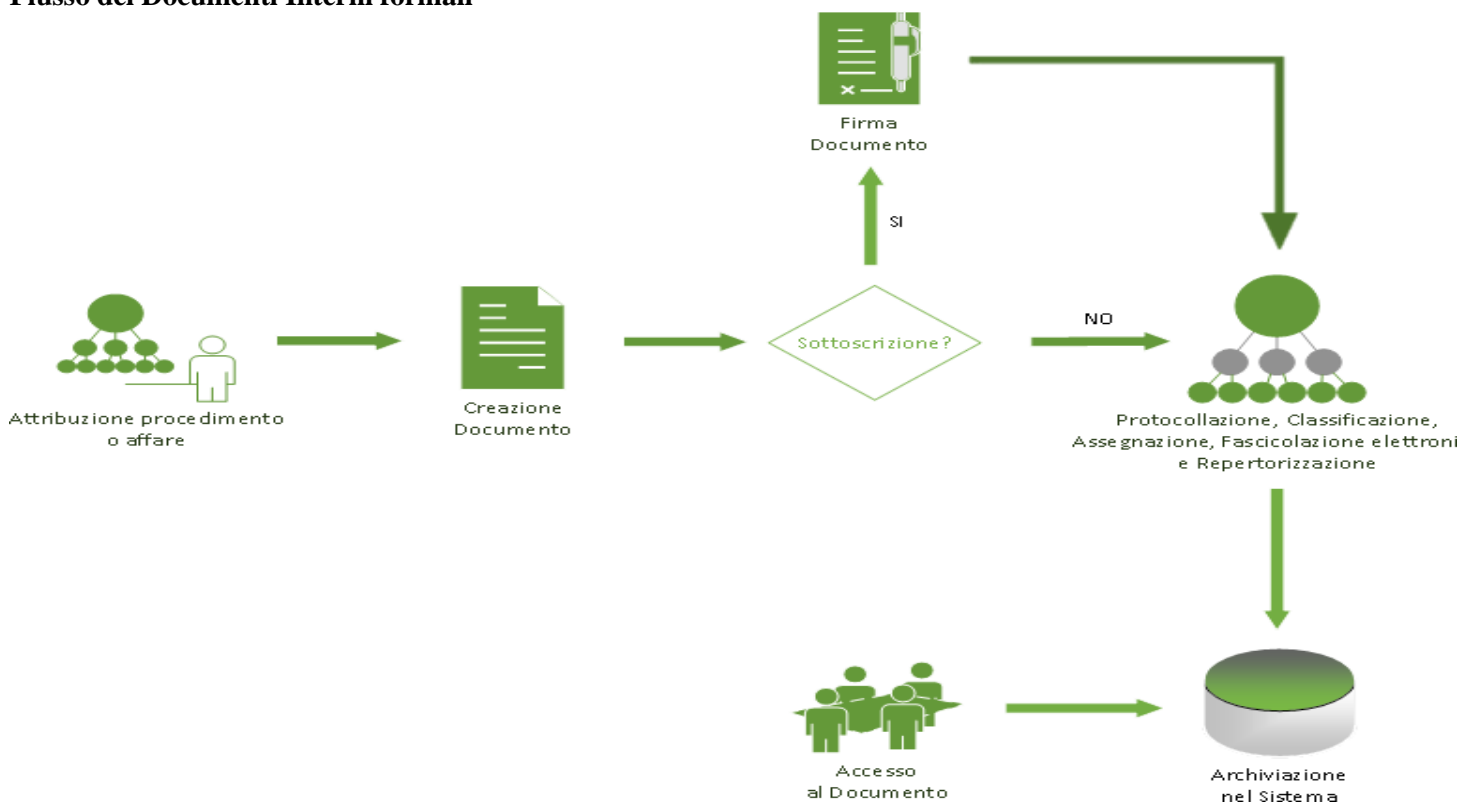 Flusso dei Documenti Interni formali
Firma
Documento
SI
Sottoscrizione?
NO
Attribuzione procedimento
o affare
Creazione
Documento
Protocollazione, Classificazione,
Assegnazione, Fascicolazione elettroni
e Repertorizzazione
Accesso
al Documento
Archiviazione
nel Sistema